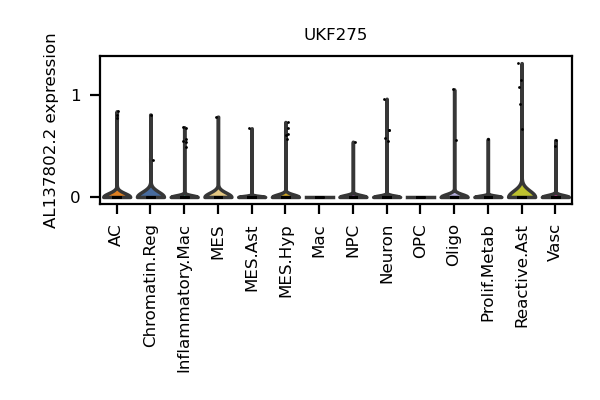 UKF275
AL137802.2 expression
1
0
AC
Chromatin.Reg
Inflammatory.Mac
MES
MES.Ast
MES.Hyp
Mac
NPC
Neuron
OPC
Oligo
Prolif.Metab
Reactive.Ast
Vasc